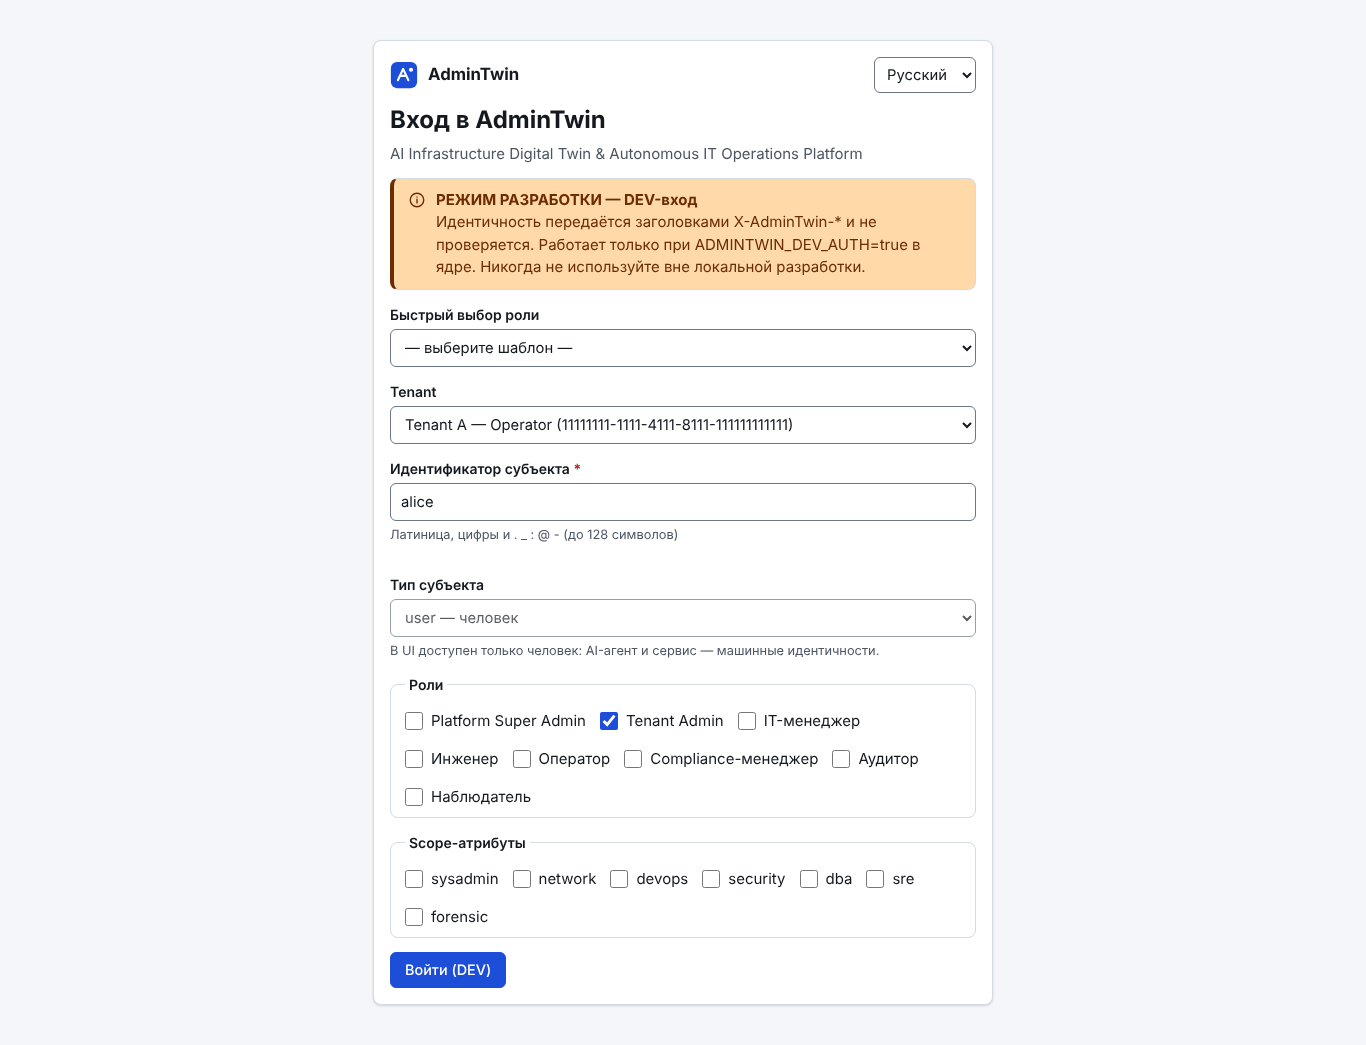 AdminTwin
Русский
Вход в AdminTwin
AI Infrastructure Digital Twin & Autonomous IT Operations Platform
РЕЖИМ РАЗРАБОТКИ — DEV-вход
Идентичность передаётся заголовками X-AdminTwin-* и не
проверяется. Работает только при ADMINTWIN_DEV_AUTH=true в
ядре. Никогда не используйте вне локальной разработки.
Быстрый выбор роли
— выберите шаблон —
Tenant
Tenant A — Operator (11111111-1111-4111-8111-111111111111)
Идентификатор субъекта *
alice
Латиница, цифры и . _ : @ - (до 128 символов)
Тип субъекта
user — человек
В UI доступен только человек: AI-агент и сервис — машинные идентичности.
Роли
Platform Super Admin Tenant Admin IT-менеджер
Инженер Оператор Compliance-менеджер Аудитор
Наблюдатель
Scope-атрибуты
sysadmin network devops security dba sre
forensic
Войти (DEV)